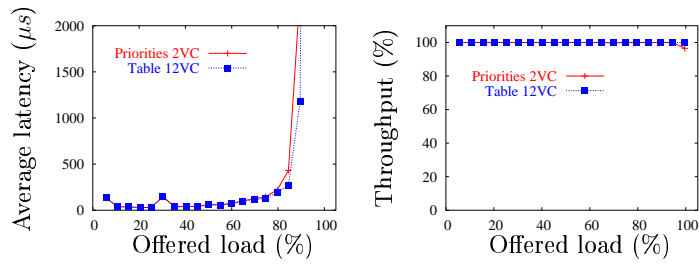 Average latency (μs)
2000
1000
500
0
Priorities 2VC
Table 12VC
0 20 40 60 80 100
Offered load (%)
Throughput (%)
100
80
60
40
20
0
Priorities 2VC
Table 12VC
0 20 40 60 80 100
Offered load (%)